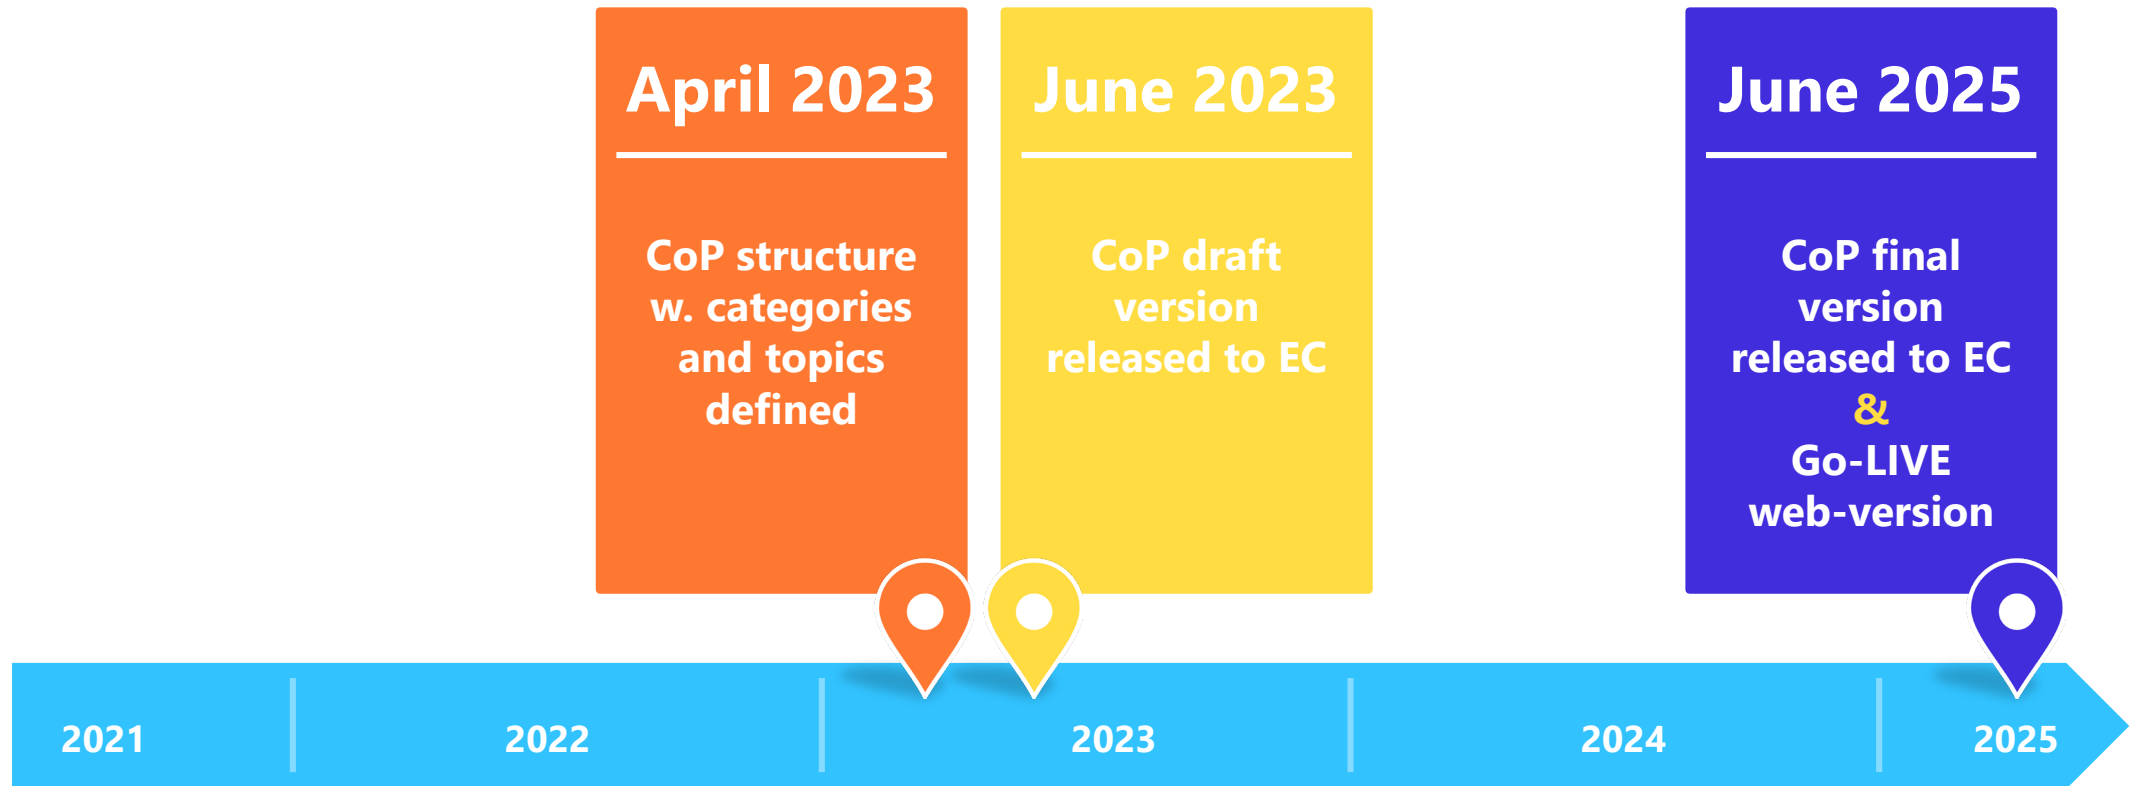 April 2023
CoP structure
w. categories
and topics
defined
June 2023
CoP draft
version
released to EC
June 2025
CoP final
version
released to EC
&
Go-LIVE
web-version
2021
2022
2023
2024
2025